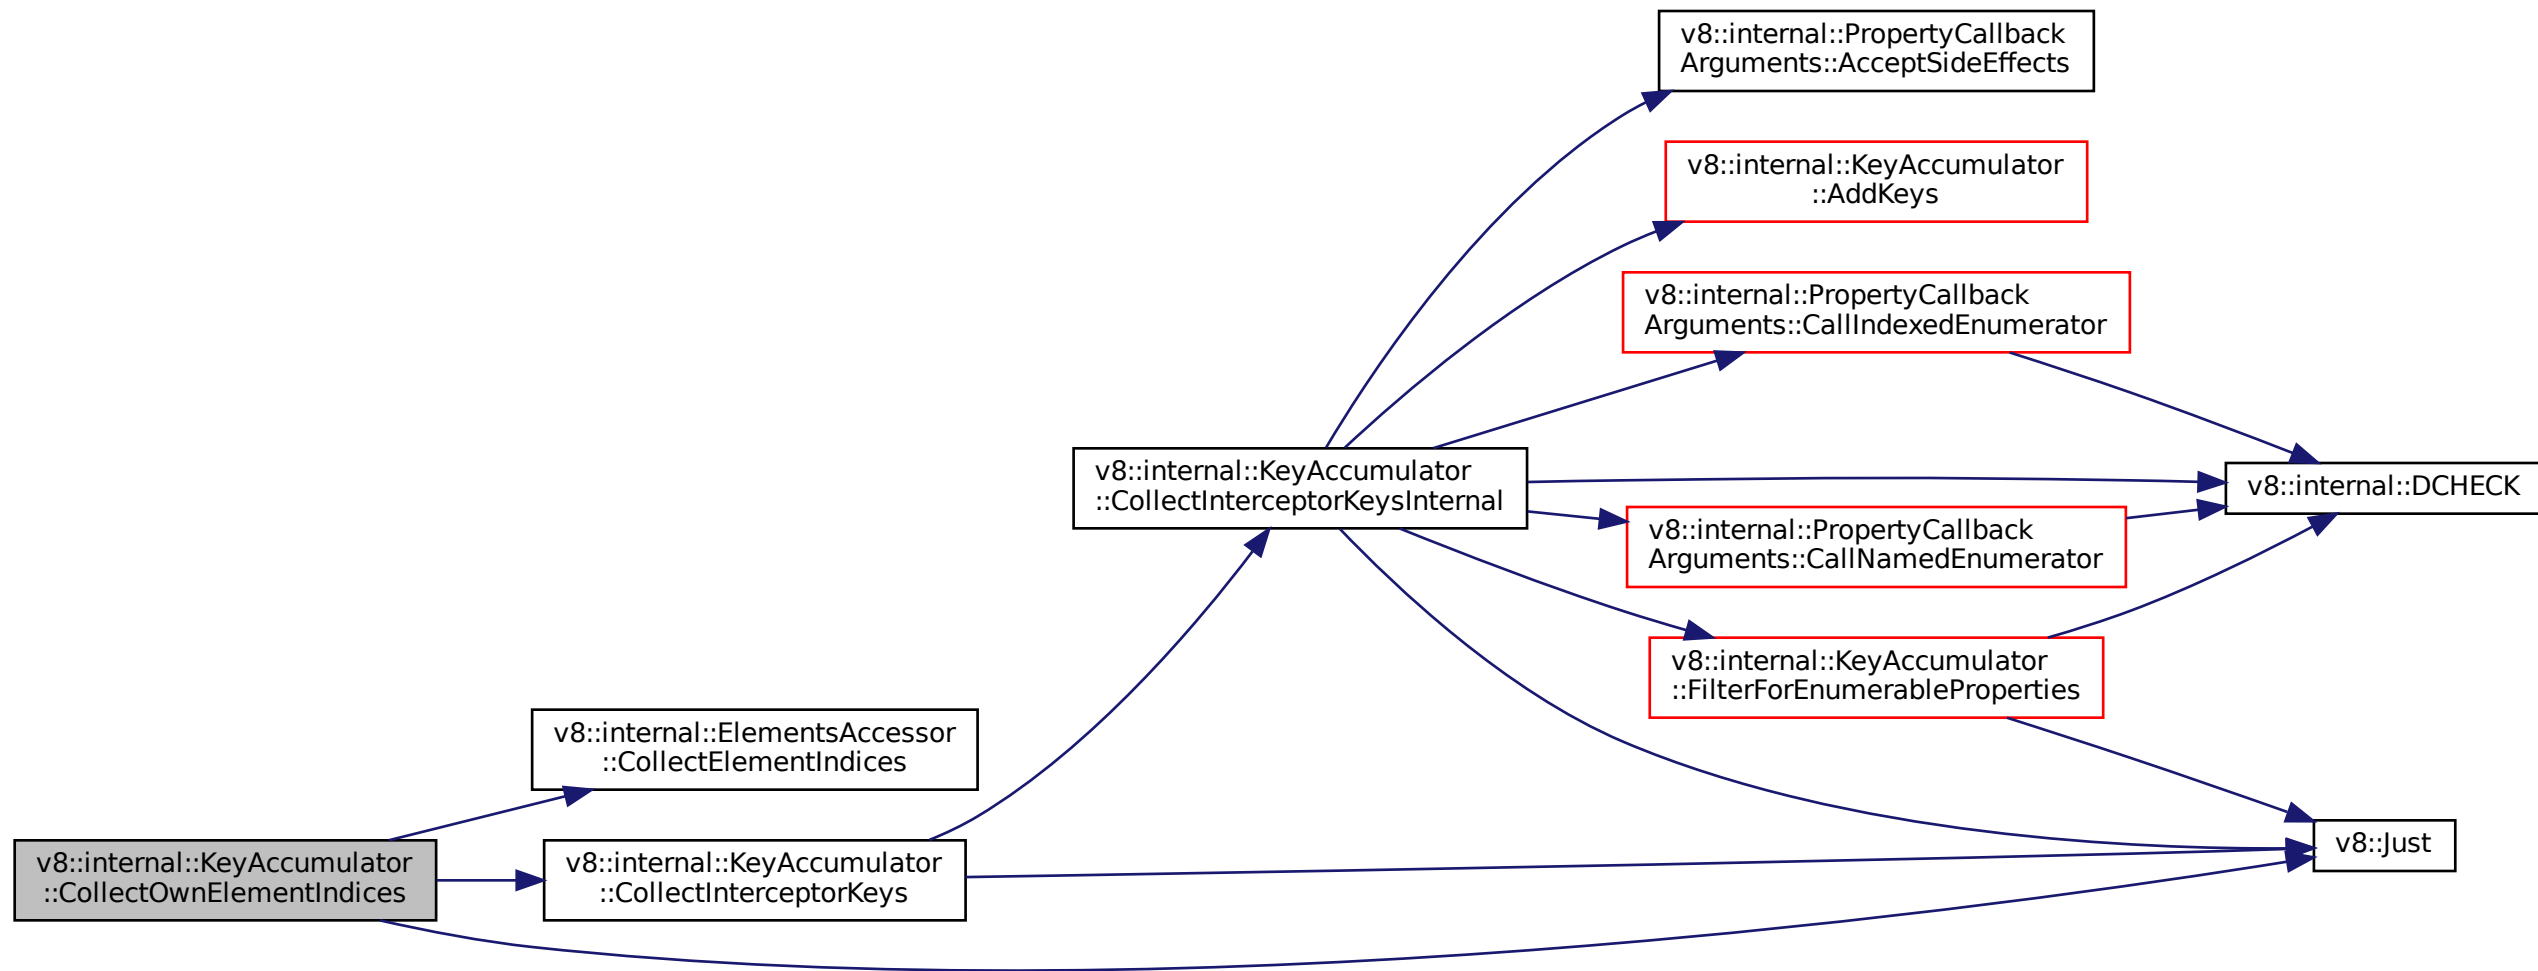 v8::internal::PropertyCallback
Arguments::AcceptSideEffects
v8::internal::KeyAccumulator
::AddKeys
v8::internal::PropertyCallback
Arguments::CallIndexedEnumerator
v8::internal::KeyAccumulator
::CollectInterceptorKeysInternal
v8::internal::DCHECK
v8::internal::PropertyCallback
Arguments::CallNamedEnumerator
v8::internal::KeyAccumulator
::FilterForEnumerableProperties
v8::internal::ElementsAccessor
::CollectElementIndices
v8::Just
v8::internal::KeyAccumulator
::CollectOwnElementIndices
v8::internal::KeyAccumulator
::CollectInterceptorKeys